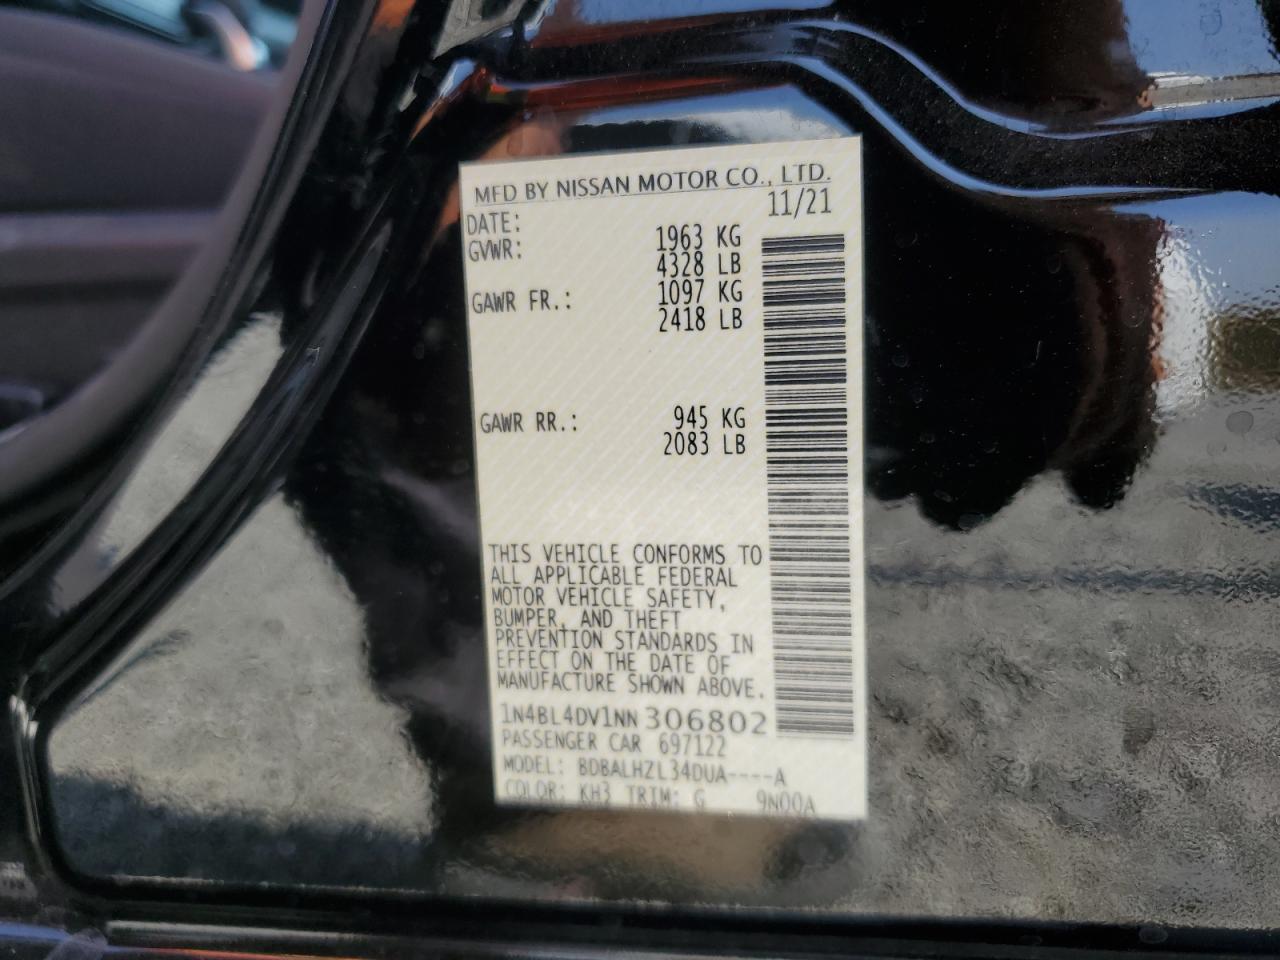 MFD BY NISSAN MOTOR CO., LTD.
DATE: 11/21
GVWR: 1963 KG
4328 LB
GAWR FR.: 1097 KG
2418 LB
GAWR RR.: 945 KG
2083 LB
THIS VEHICLE CONFORMS TO
ALL APPLICABLE FEDERAL
MOTOR VEHICLE SAFETY,
BUMPER, AND THEFT
PREVENTION STANDARDS IN
EFFECT ON THE DATE OF
MANUFACTURE SHOWN ABOVE.
1N4BL4DV1NN306802
PASSENGER CAR 697122
MODEL: BDBALHZL34DUA----A
COLOR: KH3 TRIM: G 9N00A